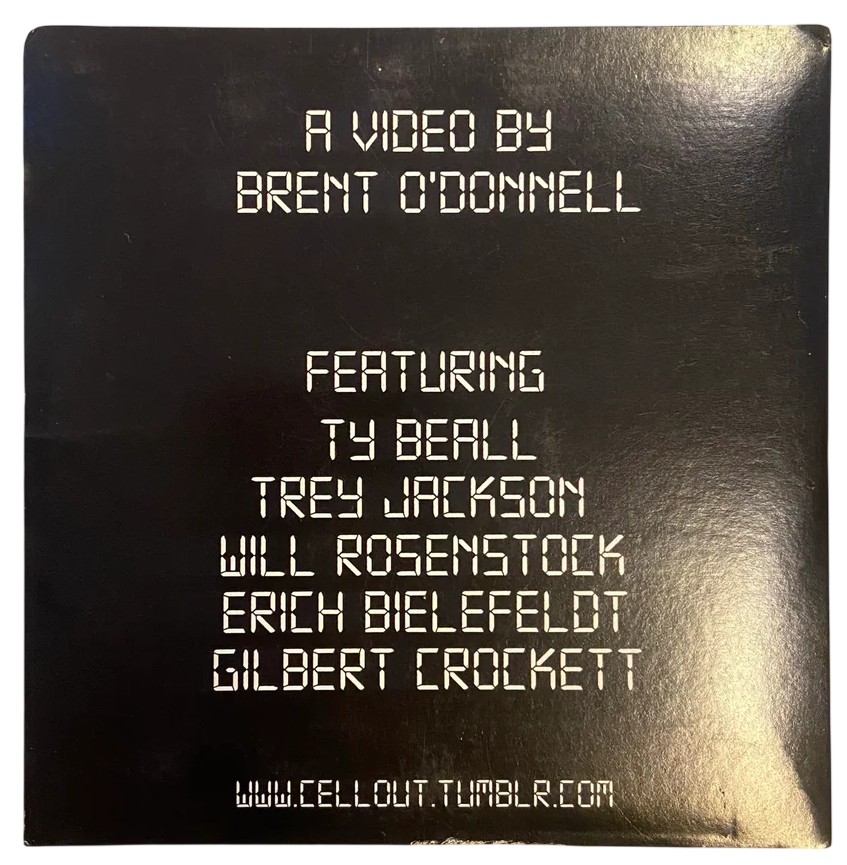 A VIDEO BY
BRENT O'DONNELL
FEATURING
TY BEALL
TREY JACKSON
WILL ROSENSTOCK
ERICH BIELEFELDT
GILBERT CROCKETT
WWW.CELLOUT.TUMBLR.COM